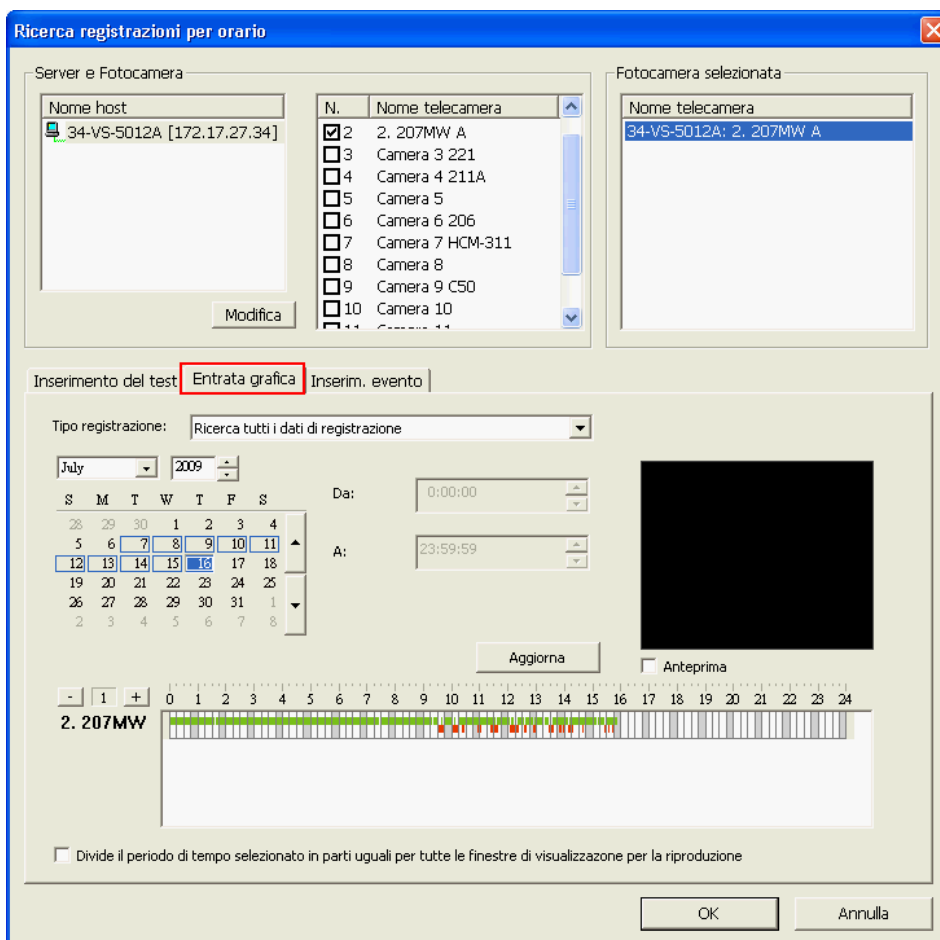 Ricerca registrazioni per orario
Server e Fotocamera
Nome host
34-VS-5012A [172.17.27.34]
Modifica
N. Nome telecamera
2 2. 207MW A
3 Camera 3 221
4 Camera 4 211A
5 Camera 5
6 Camera 6 206
7 Camera 7 HCM-311
8 Camera 8
9 Camera 9 C50
10 Camera 10
Fotocamera selezionata
Nome telecamera
34-VS-5012A: 2. 207MW A
Inserimento del test Entrata grafica Inserim. evento
Tipo registrazione: Ricerca tutti i dati di registrazione
July 2009
S M T W T F S
28 29 30 1 2 3 4
5 6 7 8 9 10 11
12 13 14 15 16 17 18
19 20 21 22 23 24 25
26 27 28 29 30 31 1
2 3 4 5 6 7 8
Da: 0:00:00
A: 23:59:59
Aggiorna
Anteprima
- 1 + 0 1 2 3 4 5 6 7 8 9 10 11 12 13 14 15 16 17 18 19 20 21 22 23 24
2. 207MW
Divide il periodo di tempo selezionato in parti uguali per tutte le finestre di visualizzazone per la riproduzione
OK Annulla